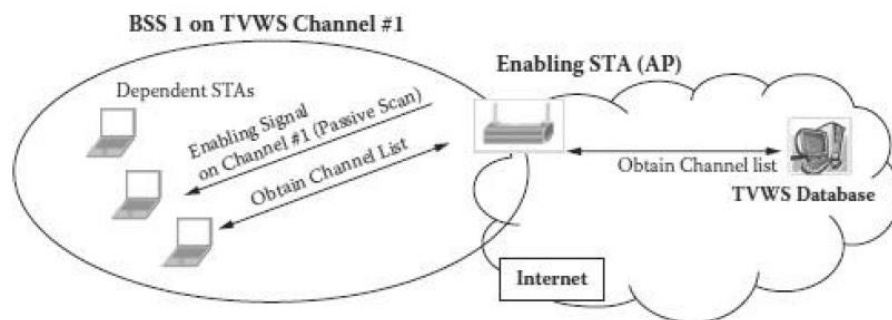 BSS 1 on TVWS Channel #1
Enabling STA (AP)
Dependent STAs
Enabling Signal
on Channel #1 (Passive Scan)
Obtain Channel List
Obtain Channel list
TVWS Database
Internet